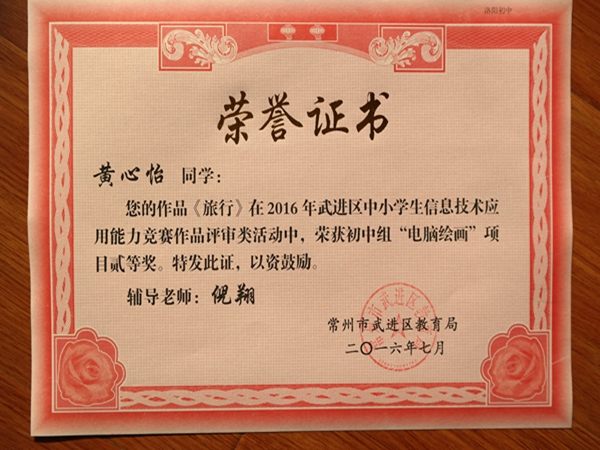 洛阳初中
荣誉证书
黄心怡 同学：
您的作品《旅行》在2016年武进区中小学生信息技术应
用能力竞赛作品评审类活动中，荣获初中组“电脑绘画”项
目贰等奖。特发此证，以资鼓励。
辅导老师：倪翔
常州市武进区教育局
二〇一六年七月